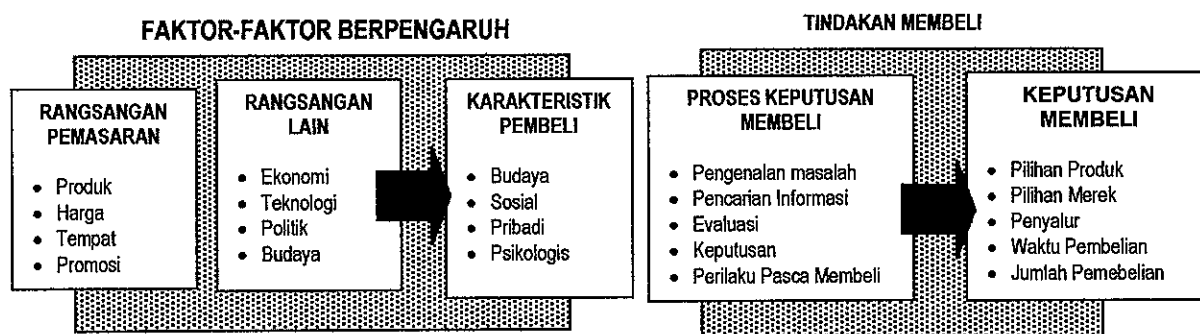 FAKTOR-FAKTOR BERPENGARUH
RANGSANGAN
PEMASARAN
• Produk
• Harga
• Tempat
• Promosi
RANGSANGAN
LAIN
• Ekonomi
• Teknologi
• Politik
• Budaya
KARAKTERISTIK
PEMBELI
• Budaya
• Sosial
• Pribadi
• Psikologis
TINDAKAN MEMBELI
PROSES KEPUTUSAN
MEMBELI
• Pengenalan masalah
• Pencarian Informasi
• Evaluasi
• Keputusan
• Perilaku Pasca Membeli
KEPUTUSAN
MEMBELI
• Pilihan Produk
• Pilihan Merek
• Penyalur
• Waktu Pembelian
• Jumlah Pemebelian